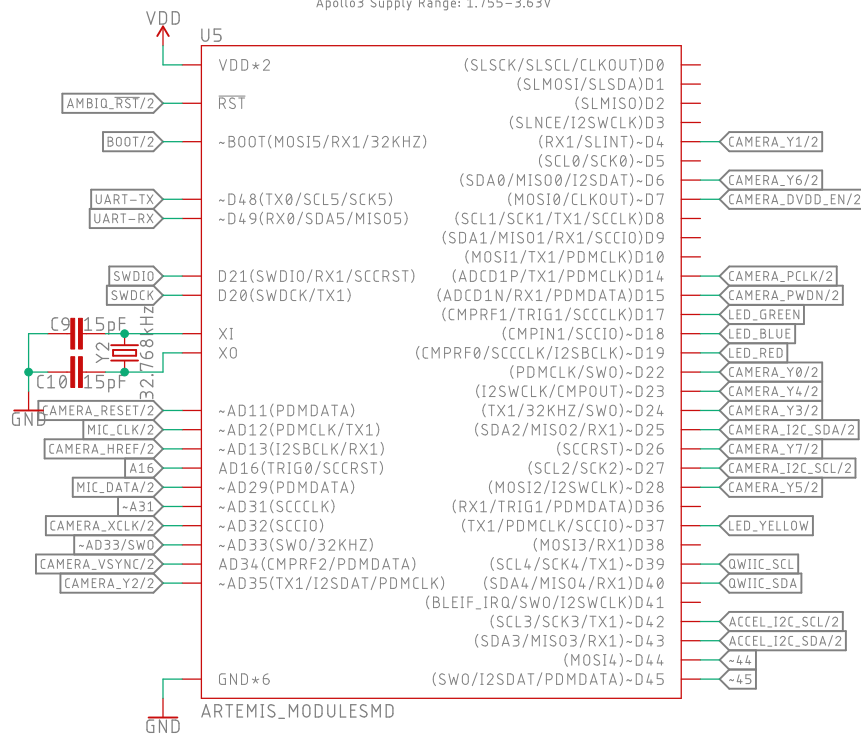 Apollo3 Supply Range: 1.755-3.63V
VDD
U5
VDD*2
(SLSCK/SLSCL/CLKOUT)D0
(SLMOSI/SLSDA)D1
AMBIQ_RST/2
RST
(SLMISO)D2
(SLNCE/I2SWCLK)D3
BOOT/2
~BOOT(MOSI5/RX1/32KHZ)
(RX1/SLINT)~D4
CAMERA_Y1/2
(SCL0/SCK0)~D5
(SDA0/MISO0/I2SDAT)~D6
CAMERA_Y6/2
UART-TX
~D48(TX0/SCL5/SCK5)
(MOSI0/CLKOUT)~D7
CAMERA_DVDD_EN/2
UART-RX
~D49(RX0/SDA5/MISO5)
(SCL1/SCK1/TX1/SCCLK)D8
(SDA1/MISO1/RX1/SCCIO)D9
(MOSI1/TX1/PDMCLK)D10
SWDIO
D21(SWDIO/RX1/SCCRST)
(ADCD1P/TX1/PDMCLK)D14
CAMERA_PCLK/2
SWDCK
D20(SWDCK/TX1)
(ADCD1N/RX1/PDMDATA)D15
CAMERA_PWDN/2
(CMPRF1/TRIG1/SCCCLK)D17
LED_GREEN
C9 15pF
XI
(CMPIN1/SCCIO)~D18
LED_BLUE
Y2
32.768kHz
XO
(CMPRF0/SCCCLK/I2SBCLK)~D19
LED_RED
C10 15pF
(PDMCLK/SWO)~D22
CAMERA_Y0/2
(I2SWCLK/CMPOUT)~D23
CAMERA_Y4/2
GND
CAMERA_RESET/2
~AD11(PDMDATA)
(TX1/32KHZ/SWO)~D24
CAMERA_Y3/2
MIC_CLK/2
~AD12(PDMCLK/TX1)
(SDA2/MISO2/RX1)~D25
CAMERA_I2C_SDA/2
CAMERA_HREF/2
~AD13(I2SBCLK/RX1)
(SCCRST)~D26
CAMERA_Y7/2
A16
AD16(TRIG0/SCCRST)
(SCL2/SCK2)~D27
CAMERA_I2C_SCL/2
MIC_DATA/2
~AD29(PDMDATA)
(MOSI2/I2SWCLK)~D28
CAMERA_Y5/2
~A31
~AD31(SCCCLK)
(RX1/TRIG1/PDMDATA)D36
CAMERA_XCLK/2
~AD32(SCCIO)
(TX1/PDMCLK/SCCIO)~D37
LED_YELLOW
~AD33/SWO
~AD33(SWO/32KHZ)
(MOSI3/RX1)D38
CAMERA_VSYNC/2
AD34(CMPRF2/PDMDATA)
(SCL4/SCK4/TX1)~D39
QWIIC_SCL
CAMERA_Y2/2
~AD35(TX1/I2SDAT/PDMCLK)
(SDA4/MISO4/RX1)D40
QWIIC_SDA
(BLEIF_IRQ/SWO/I2SWCLK)D41
(SCL3/SCK3/TX1)~D42
ACCEL_I2C_SCL/2
(SDA3/MISO3/RX1)~D43
ACCEL_I2C_SDA/2
(MOSI4)~D44
~44
GND*6
(SWO/I2SDAT/PDMDATA)~D45
~45
ARTEMIS_MODULESMD
GND